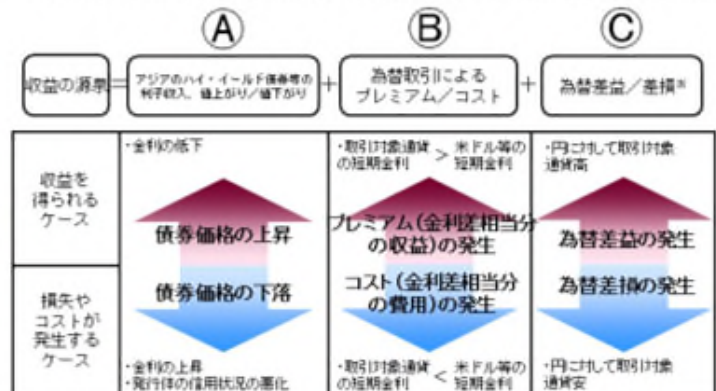 Ⓐ
Ⓑ
Ⓒ
収益の源泉
=
アジアのハイ・イールド債券等の
利子収入、値上がり／値下がり
+
為替取引による
プレミアム／コスト
+
為替差益／差損※
収益を
得られる
ケース
・金利の低下
債券価格の上昇
・取引対象通貨 > 米ドル等の
の短期金利 短期金利
プレミアム(金利差相当分
の収益)の発生
・円に対して取引対象
通貨高
為替差益の発生
損失や
コストが
発生する
ケース
債券価格の下落
・金利の上昇
・発行体の信用状況の悪化
コスト(金利差相当分
の費用)の発生
・取引対象通貨 < 米ドル等の
の短期金利 短期金利
為替差損の発生
・円に対して取引対象
通貨安